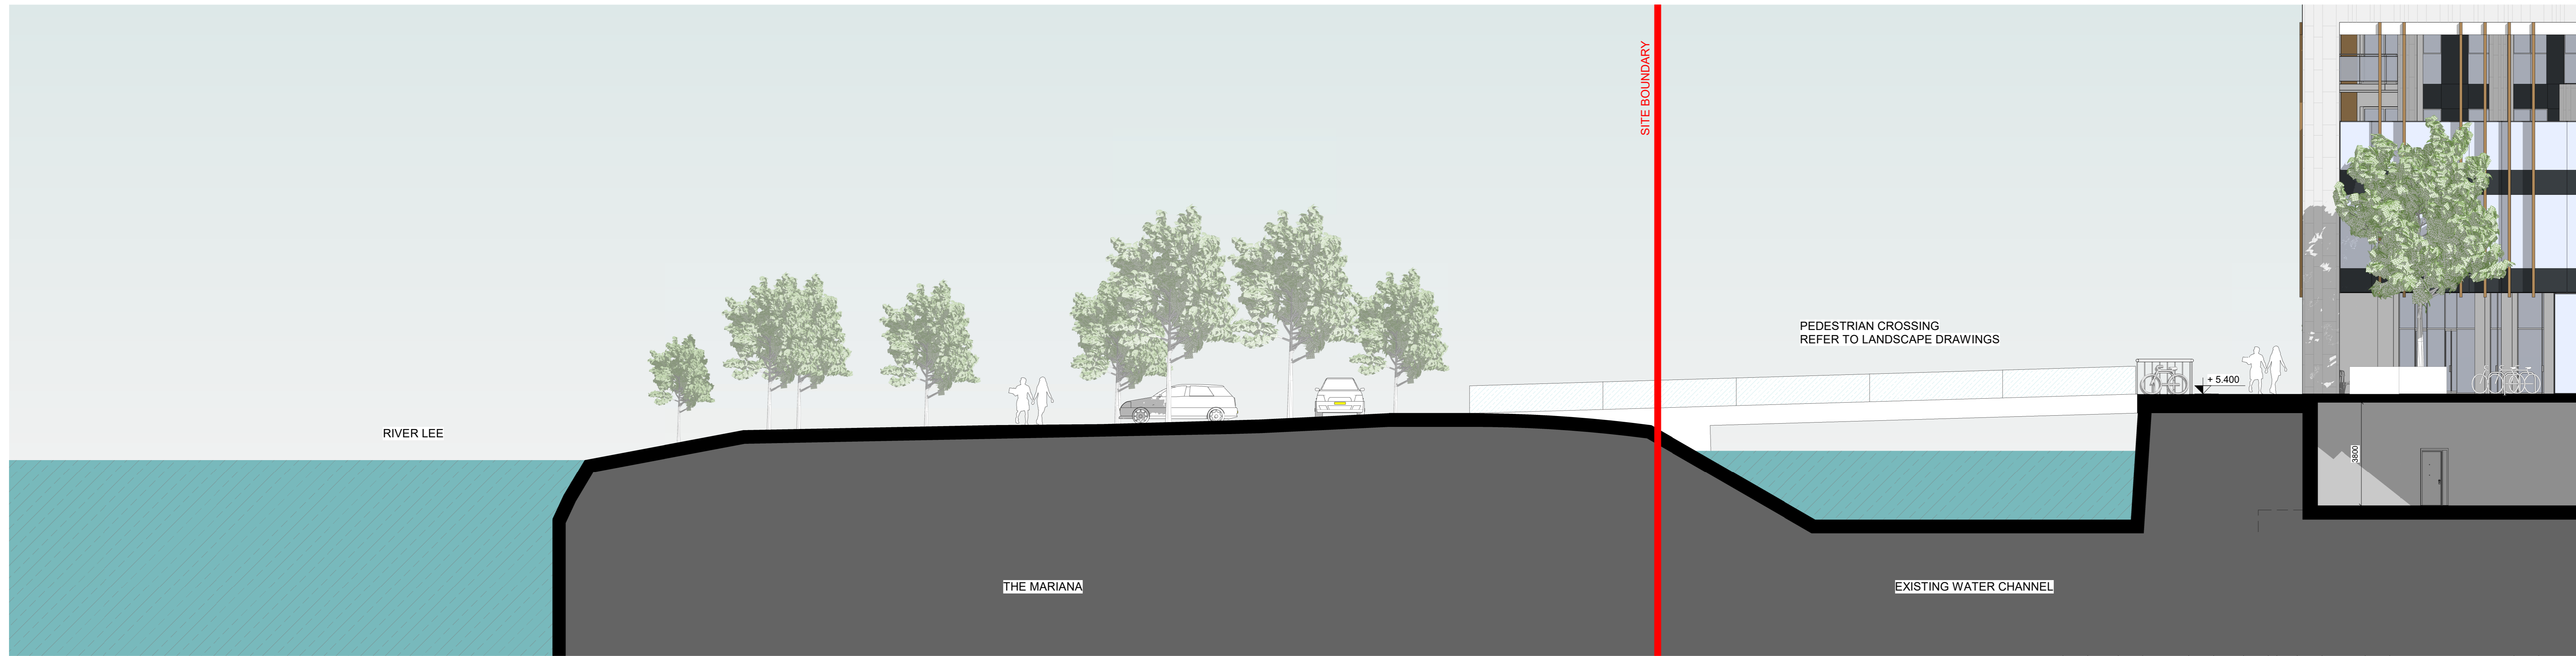 SITE BOUNDARY
PEDESTRIAN CROSSING
REFER TO LANDSCAPE DRAWINGS
+ 5.400
RIVER LEE
3800
THE MARIANA
EXISTING WATER CHANNEL